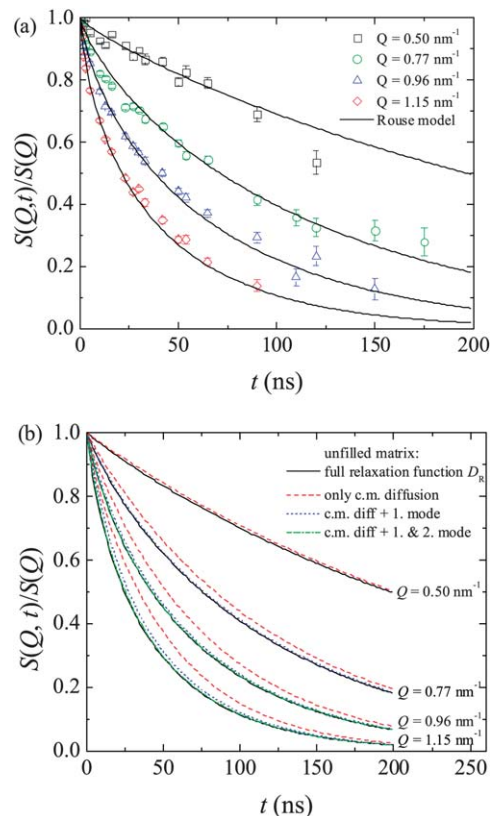 (a)
1.0
0.8
0.6
0.4
0.2
0.0
S(Q,t)/S(Q)
Q = 0.50 nm⁻¹
Q = 0.77 nm⁻¹
Q = 0.96 nm⁻¹
Q = 1.15 nm⁻¹
Rouse model
0 50 100 150 200
t (ns)
(b)
1.0
0.8
0.6
0.4
0.2
0.0
S(Q, t)/S(Q)
unfilled matrix:
full relaxation function D_R
only c.m. diffusion
c.m. diff + 1. mode
c.m. diff + 1. & 2. mode
Q = 0.50 nm⁻¹
Q = 0.77 nm⁻¹
Q = 0.96 nm⁻¹
Q = 1.15 nm⁻¹
0 50 100 150 200 250
t (ns)